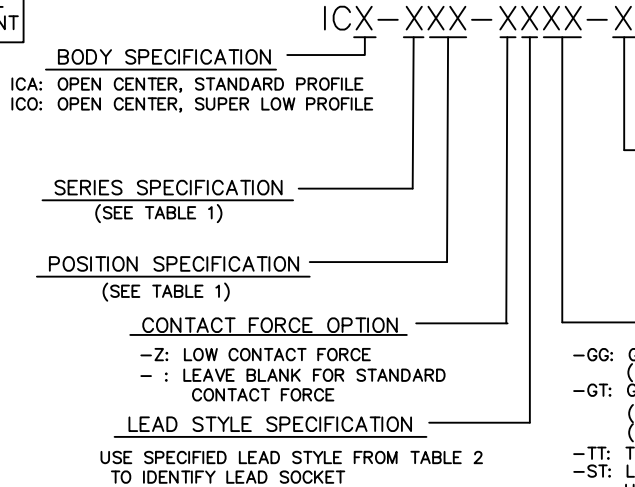 NT
ICX-XXX-XXXX-X
BODY SPECIFICATION
ICA: OPEN CENTER, STANDARD PROFILE
ICO: OPEN CENTER, SUPER LOW PROFILE
SERIES SPECIFICATION
(SEE TABLE 1)
POSITION SPECIFICATION
(SEE TABLE 1)
CONTACT FORCE OPTION
-Z: LOW CONTACT FORCE
- : LEAVE BLANK FOR STANDARD
CONTACT FORCE
LEAD STYLE SPECIFICATION
USE SPECIFIED LEAD STYLE FROM TABLE 2
TO IDENTIFY LEAD SOCKET
-GG: G
(
-GT: G
(
(
-TT: T
-ST: L